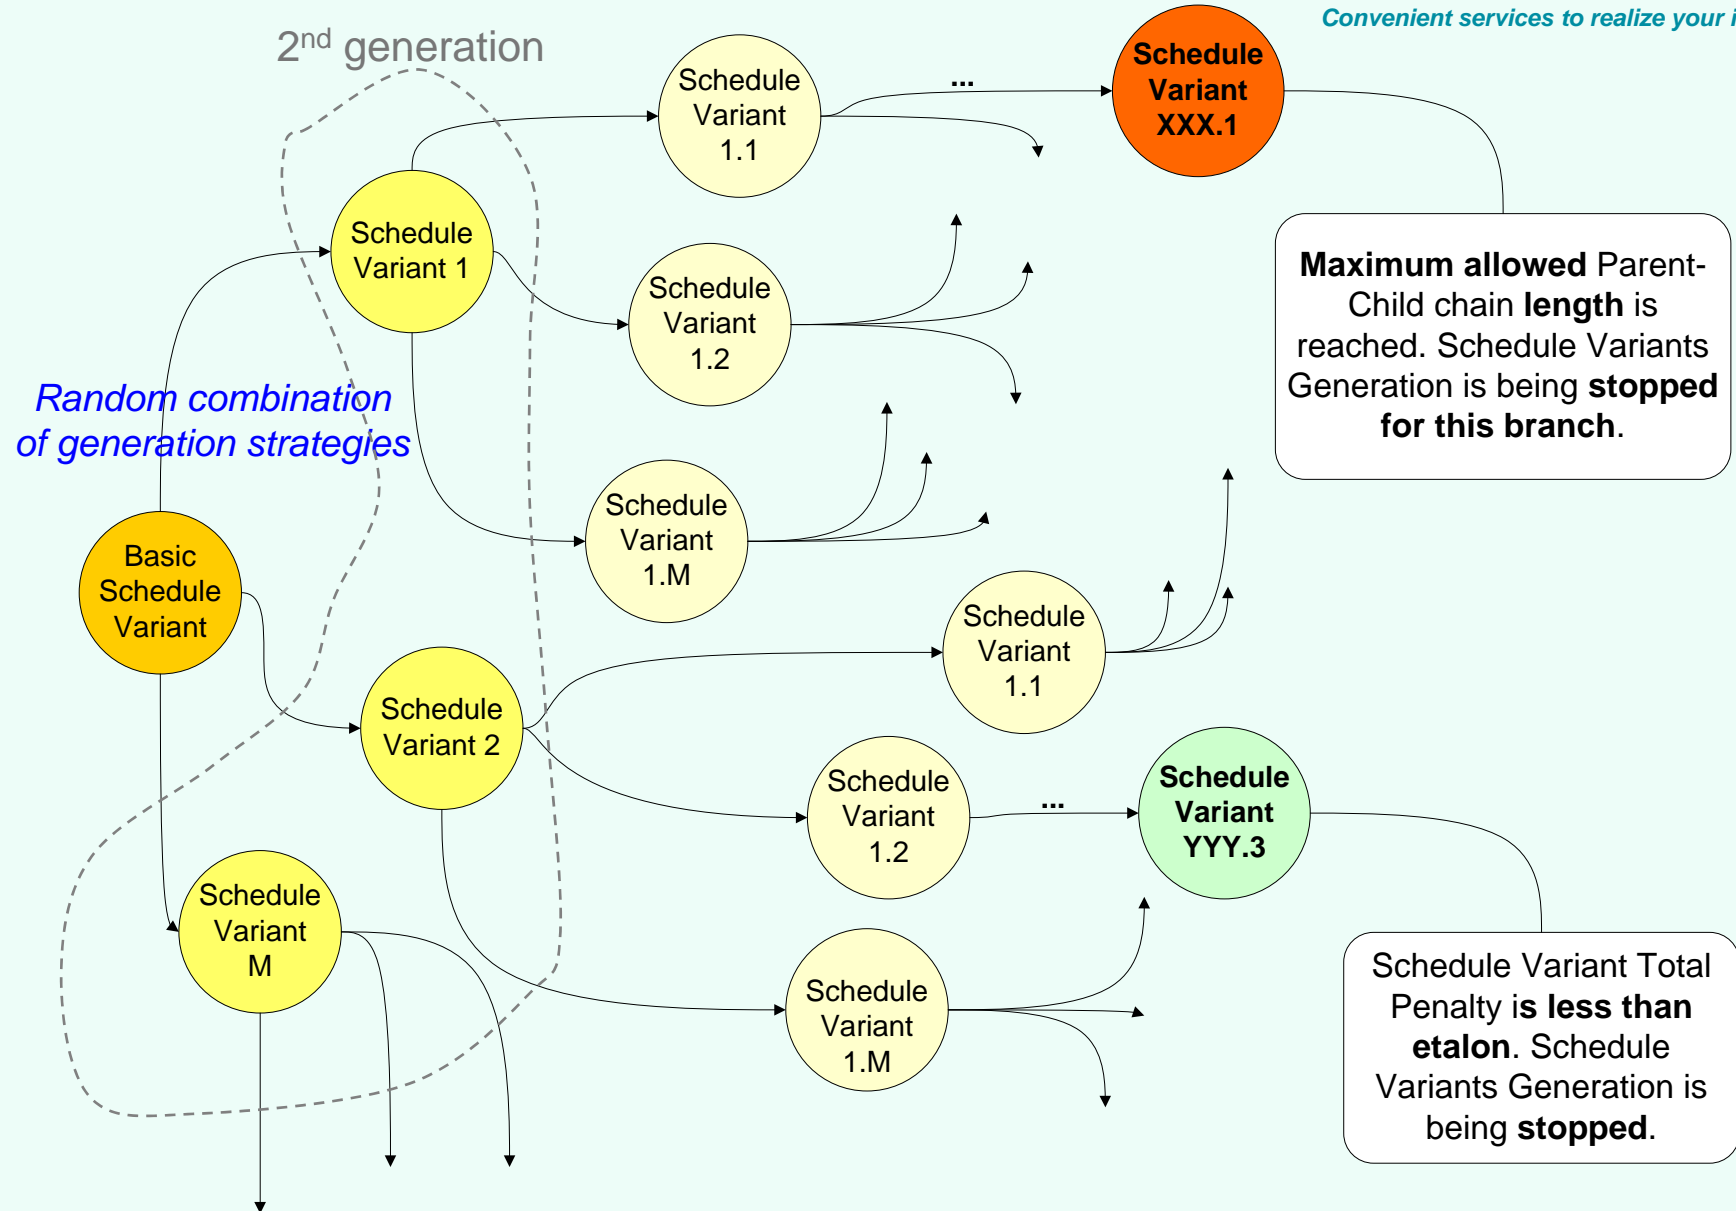 Convenient services to realize your i
2nd generation
Schedule
Variant
1.1
...
Schedule
Variant
XXX.1
Schedule
Variant 1
Schedule
Variant
1.2
Maximum allowed Parent-
Child chain length is
reached. Schedule Variants
Generation is being stopped
for this branch.
Random combination
of generation strategies
Schedule
Variant
1.M
Basic
Schedule
Variant
Schedule
Variant
1.1
Schedule
Variant 2
Schedule
Variant
1.2
...
Schedule
Variant
YYY.3
Schedule
Variant
M
Schedule
Variant
1.M
Schedule Variant Total
Penalty is less than
etalon. Schedule
Variants Generation is
being stopped.